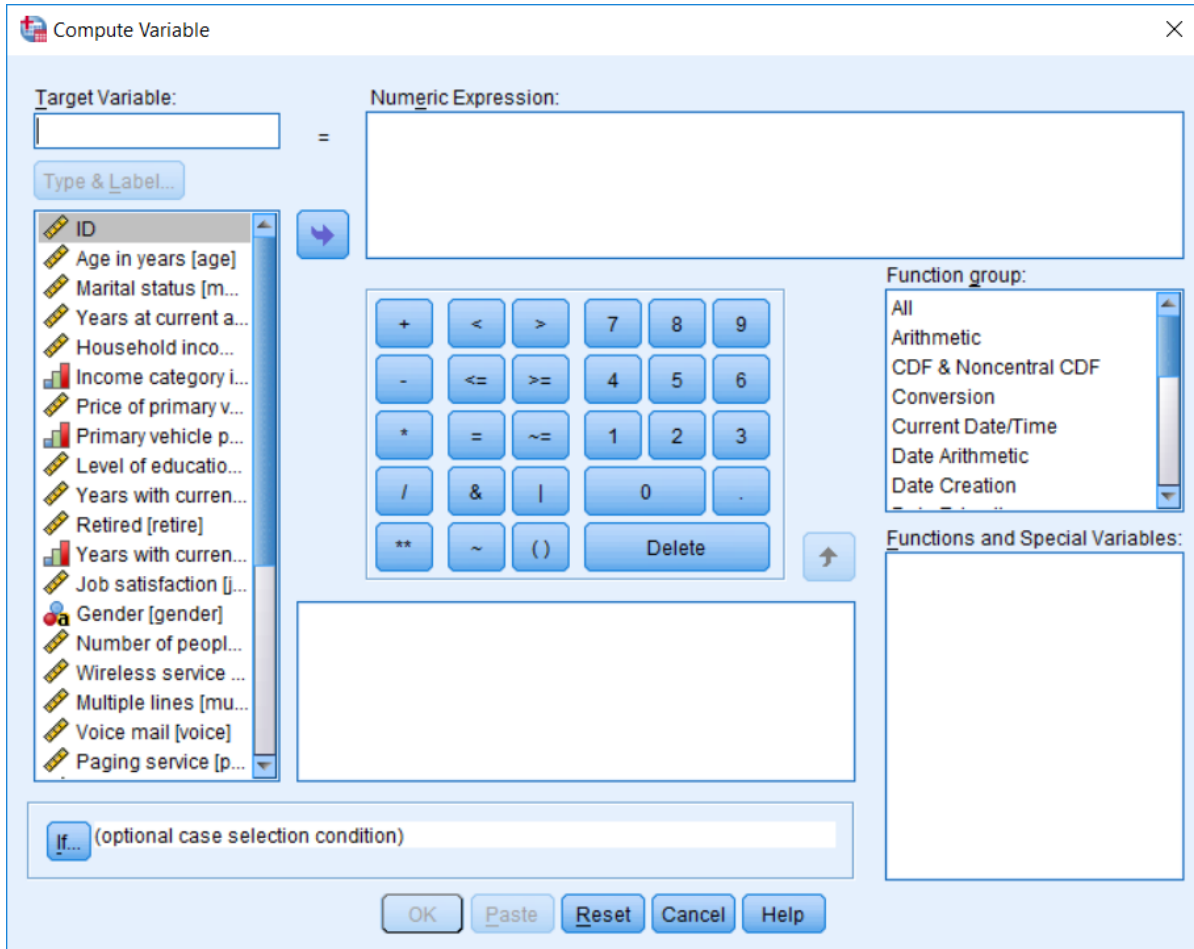 Compute Variable
Target Variable:
Numeric Expression:
=
Type & Label...
ID
Age in years [age]
Marital status [m...
Years at current a...
Household inco...
Income category i...
Price of primary v...
Primary vehicle p...
Level of educatio...
Years with curren...
Retired [retire]
Years with curren...
Job satisfaction [j...
Gender [gender]
Number of peopl...
Wireless service ...
Multiple lines [mu...
Voice mail [voice]
Paging service [p...
+ < > 7 8 9
- <= >= 4 5 6
* = ~= 1 2 3
/ & | 0 .
** ~ ( ) Delete
Function group:
All
Arithmetic
CDF & Noncentral CDF
Conversion
Current Date/Time
Date Arithmetic
Date Creation
Functions and Special Variables:
If... (optional case selection condition)
OK Paste Reset Cancel Help